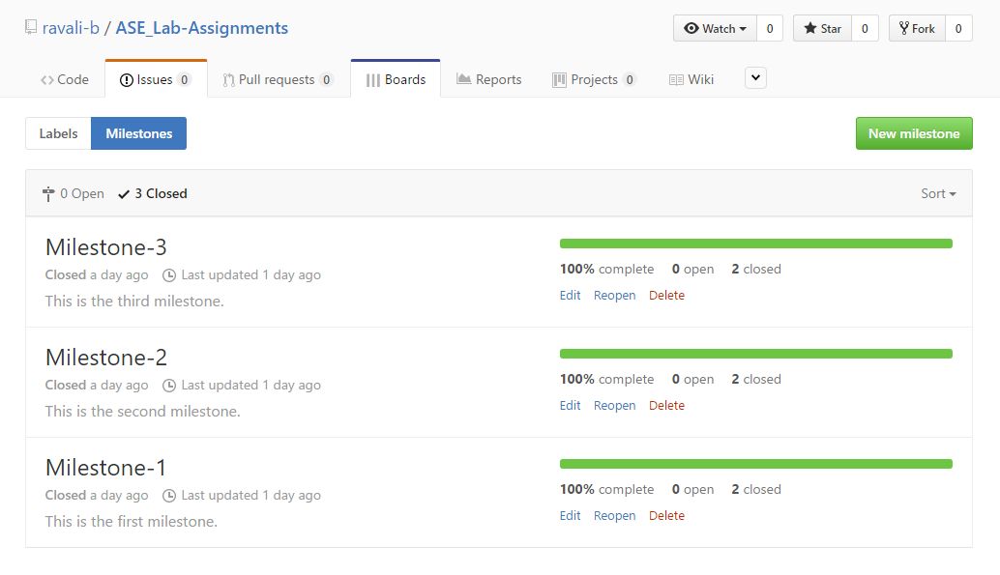 ravali-b / ASE_Lab-Assignments Watch 0 Star 0 Fork 0
Code Issues 0 Pull requests 0 Boards Reports Projects 0 Wiki
Labels Milestones New milestone
0 Open 3 Closed Sort
Milestone-3
Closed a day ago Last updated 1 day ago
This is the third milestone.
100% complete 0 open 2 closed
Edit Reopen Delete
Milestone-2
Closed a day ago Last updated 1 day ago
This is the second milestone.
100% complete 0 open 2 closed
Edit Reopen Delete
Milestone-1
Closed a day ago Last updated 1 day ago
This is the first milestone.
100% complete 0 open 2 closed
Edit Reopen Delete